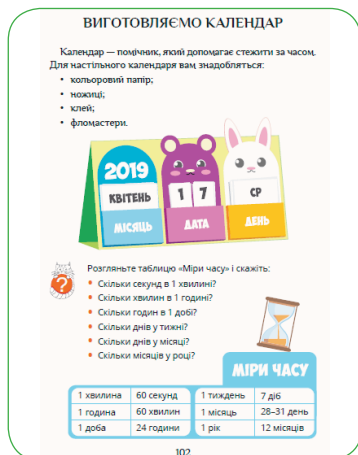 ВИГОТОВЛЯЄМО КАЛЕНДАР
Календар — помічник, який допомагає стежити за часом.
Для настільного календаря вам знадобляться:
• кольоровий папір;
• ножиці;
• клей;
• фломастери.
2019
КВІТЕНЬ
МІСЯЦЬ
1 7
ДАТА
СР
ДЕНЬ
Розгляньте таблицю «Міри часу» і скажіть:
• Скільки секунд в 1 хвилині?
• Скільки хвилин в 1 годині?
• Скільки годин в 1 добі?
• Скільки днів у тижні?
• Скільки днів у місяці?
• Скільки місяців у році?
?
МІРИ ЧАСУ
1 хвилина 60 секунд 1 тиждень 7 діб
1 година 60 хвилин 1 місяць 28–31 день
1 доба 24 години 1 рік 12 місяців
102